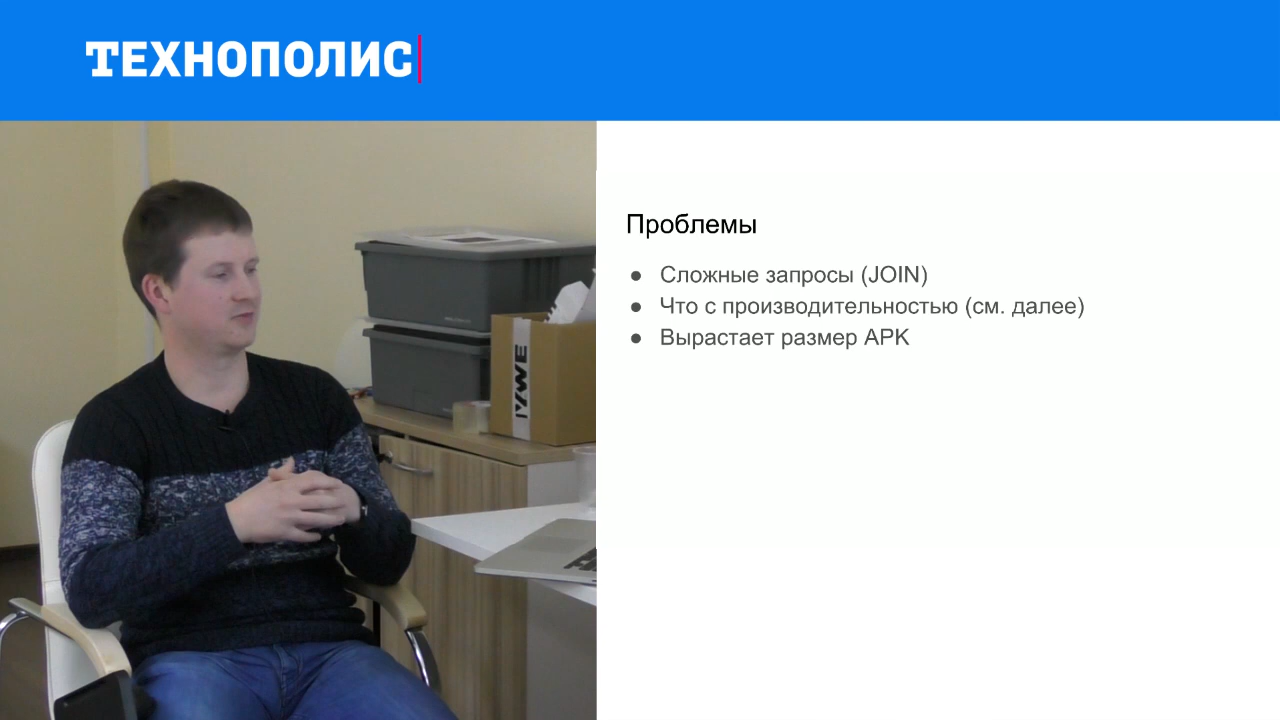 ТЕХНОПОЛИС
Проблемы
● Сложные запросы (JOIN)
● Что с производительностью (см. далее)
● Вырастает размер APK